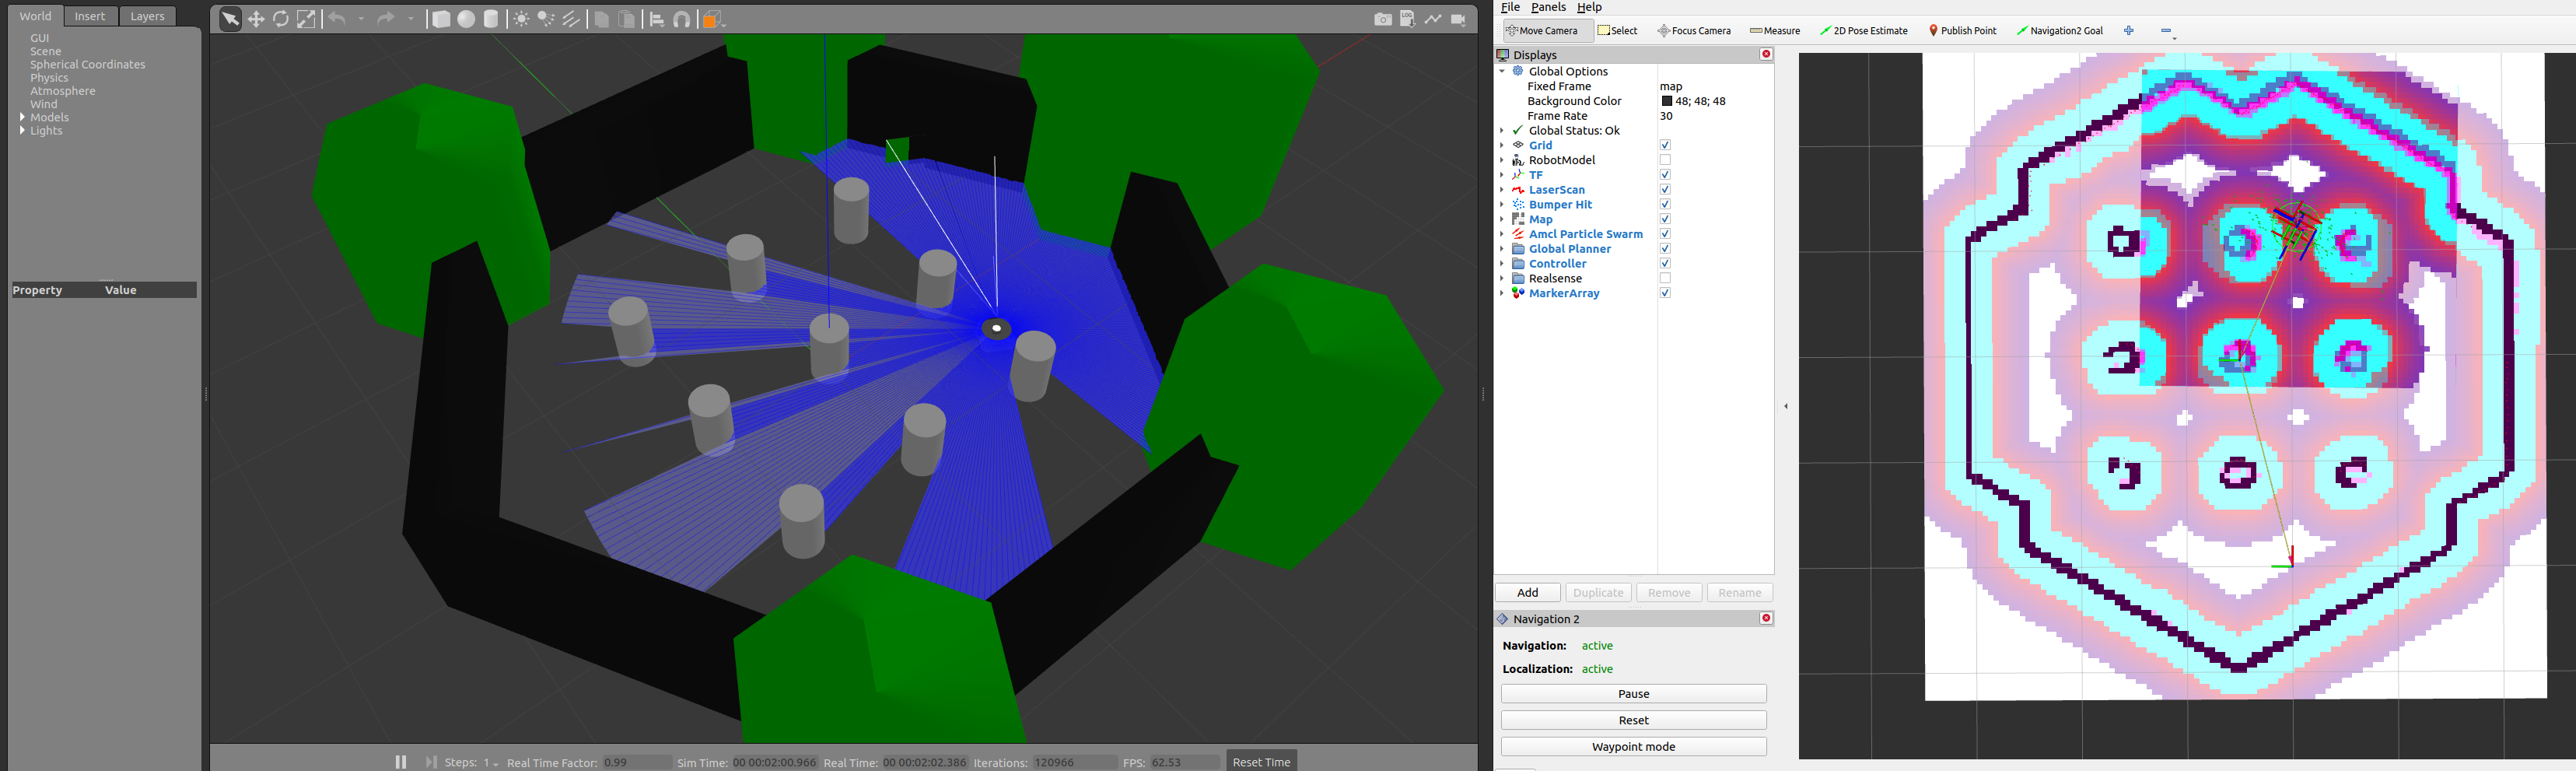 World Insert Layers
GUI
Scene
Spherical Coordinates
Physics
Atmosphere
Wind
Models
Lights
Property Value
Steps: 1 Real Time Factor: 0.99 Sim Time: 00 00:02:00.966 Real Time: 00 00:02:02.386 Iterations: 120966 FPS: 62.53 Reset Time
File Panels Help
Move Camera Select Focus Camera Measure 2D Pose Estimate Publish Point Navigation2 Goal
Displays
Global Options
Fixed Frame map
Background Color 48; 48; 48
Frame Rate 30
Global Status: Ok
Grid
RobotModel
TF
LaserScan
Bumper Hit
Map
Amcl Particle Swarm
Global Planner
Controller
Realsense
MarkerArray
Add Duplicate Remove Rename
Navigation 2
Navigation: active
Localization: active
Pause
Reset
Waypoint mode
LOG